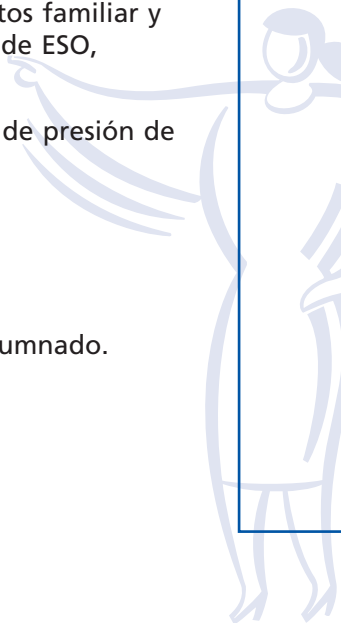 tos familiar y
de ESO,
de presión de
umnado.